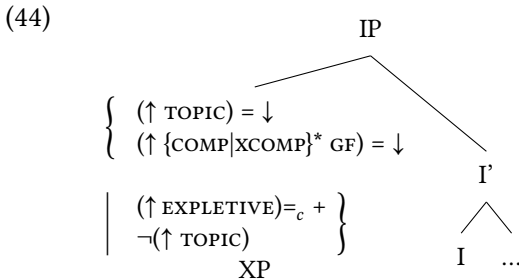 (44)
IP
{ (↑ TOPIC) = ↓
(↑ {COMP|XCOMP}* GF) = ↓
I'
| (↑ EXPLETIVE)=c +
¬(↑ TOPIC) }
XP
I ...